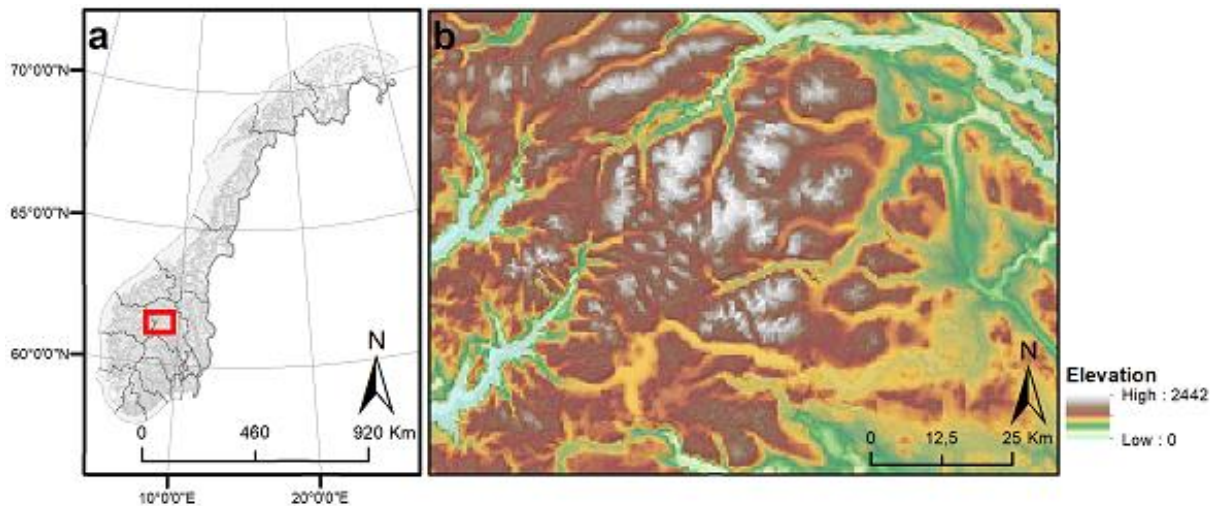 a
b
70°0'0"N
65°0'0"N
60°0'0"N
N
0 460 920 Km
10°0'0"E 20°0'0"E
N
0 12,5 25 Km
Elevation
High : 2442
Low : 0